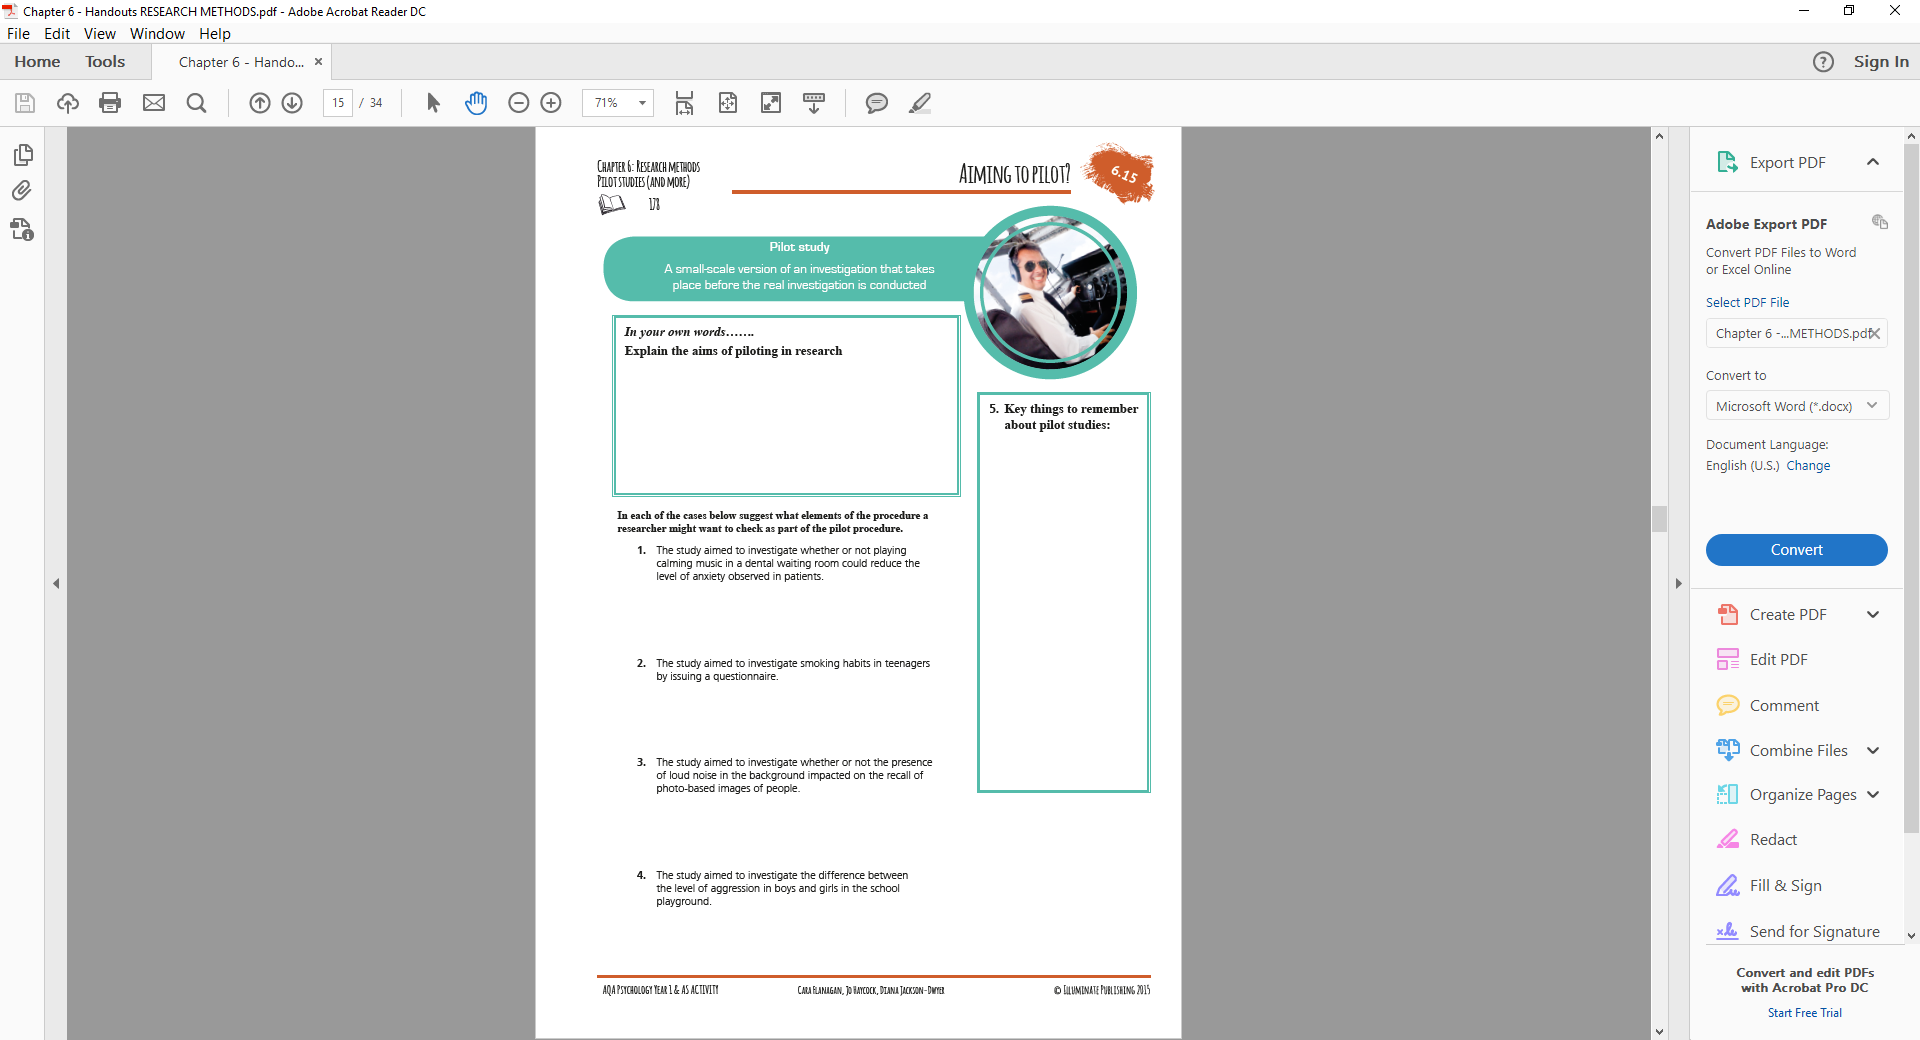 Chapter 6 - Handouts RESEARCH METHODS.pdf - Adobe Acrobat Reader DC
File Edit View Window Help
Home Tools Chapter 6 - Hando... × ? Sign In
15 / 34 71%
CHAPTER 6: RESEARCH METHODS
PILOT STUDIES (AND MORE)
178
AIMING TO PILOT?
6.15
Pilot study
A small-scale version of an investigation that takes
place before the real investigation is conducted
In your own words…….
Explain the aims of piloting in research
5. Key things to remember
about pilot studies:
In each of the cases below suggest what elements of the procedure a
researcher might want to check as part of the pilot procedure.
1. The study aimed to investigate whether or not playing
calming music in a dental waiting room could reduce the
level of anxiety observed in patients.
2. The study aimed to investigate smoking habits in teenagers
by issuing a questionnaire.
3. The study aimed to investigate whether or not the presence
of loud noise in the background impacted on the recall of
photo-based images of people.
4. The study aimed to investigate the difference between
the level of aggression in boys and girls in the school
playground.
AQA PSYCHOLOGY YEAR 1 & AS ACTIVITY CARA FLANAGAN, JO HAYCOCK, DIANA JACKSON-DWYER © ILLUMINATE PUBLISHING 2015
Export PDF
Adobe Export PDF
Convert PDF Files to Word
or Excel Online
Select PDF File
Chapter 6 -...METHODS.pdf
Convert to
Microsoft Word (*.docx)
Document Language:
English (U.S.) Change
Convert
Create PDF
Edit PDF
Comment
Combine Files
Organize Pages
Redact
Fill & Sign
Send for Signature
Convert and edit PDFs
with Acrobat Pro DC
Start Free Trial